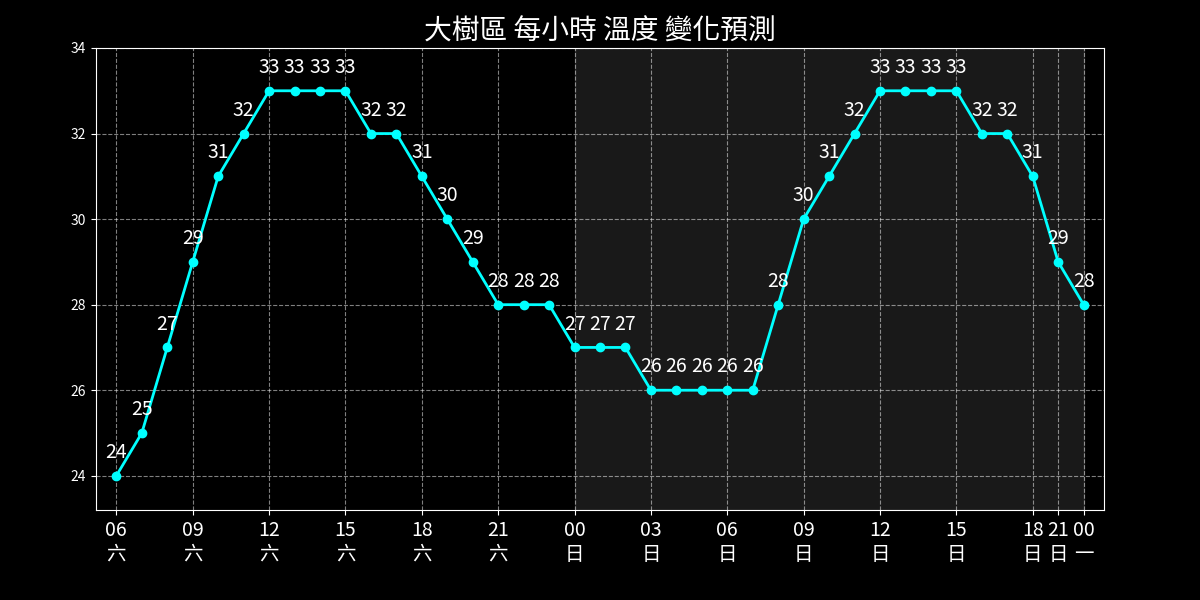 大樹區 每小時 溫度 變化預測
34
33 33 33 33 33 33 33 33
32 32 32 32 32 32
32
31 31 31 31
30 30
30
29 29 29
28 28 28 28 28
28
27 27 27 27
26 26 26 26 26
26
25
24
24
06 09 12 15 18 21 00 03 06 09 12 15 18 21 00
六 六 六 六 六 六 日 日 日 日 日 日 日 日 一